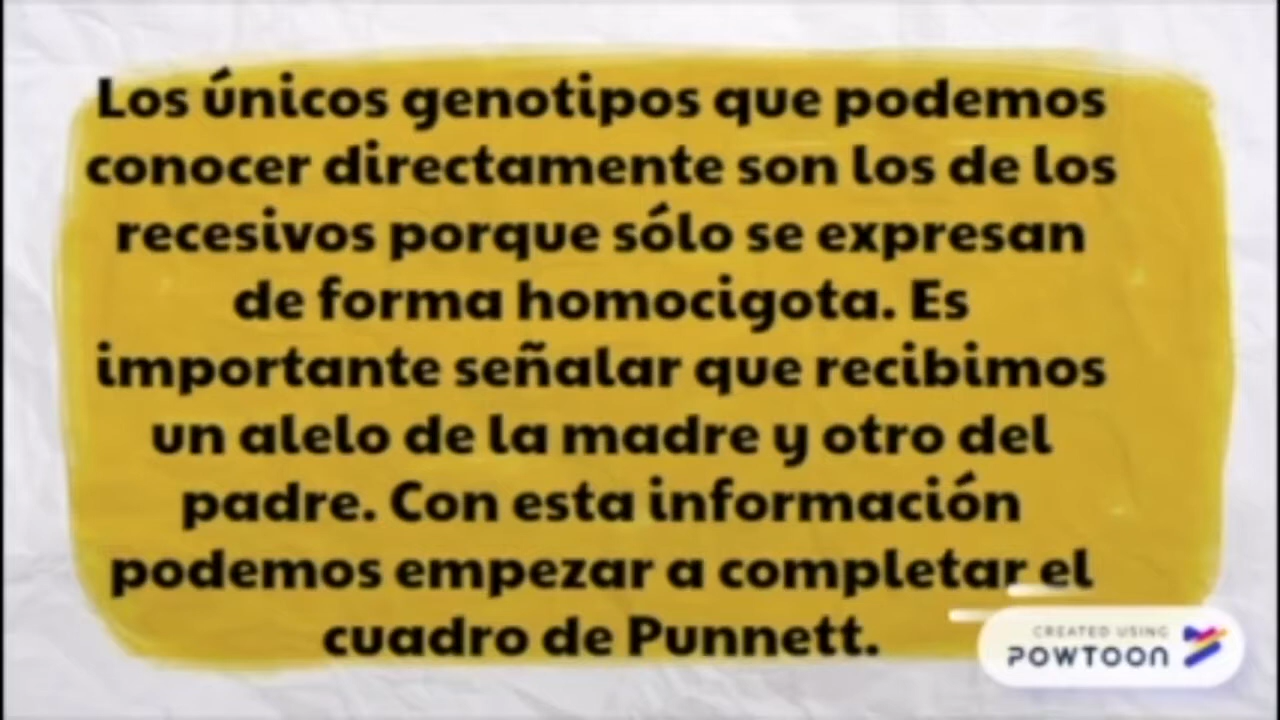 Los únicos genotipos que podemos
conocer directamente son los de los
recesivos porque sólo se expresan
de forma homocigota. Es
importante señalar que recibimos
un alelo de la madre y otro del
padre. Con esta información
podemos empezar a completar el
cuadro de Punnett.
CREATED USING
POWTOON